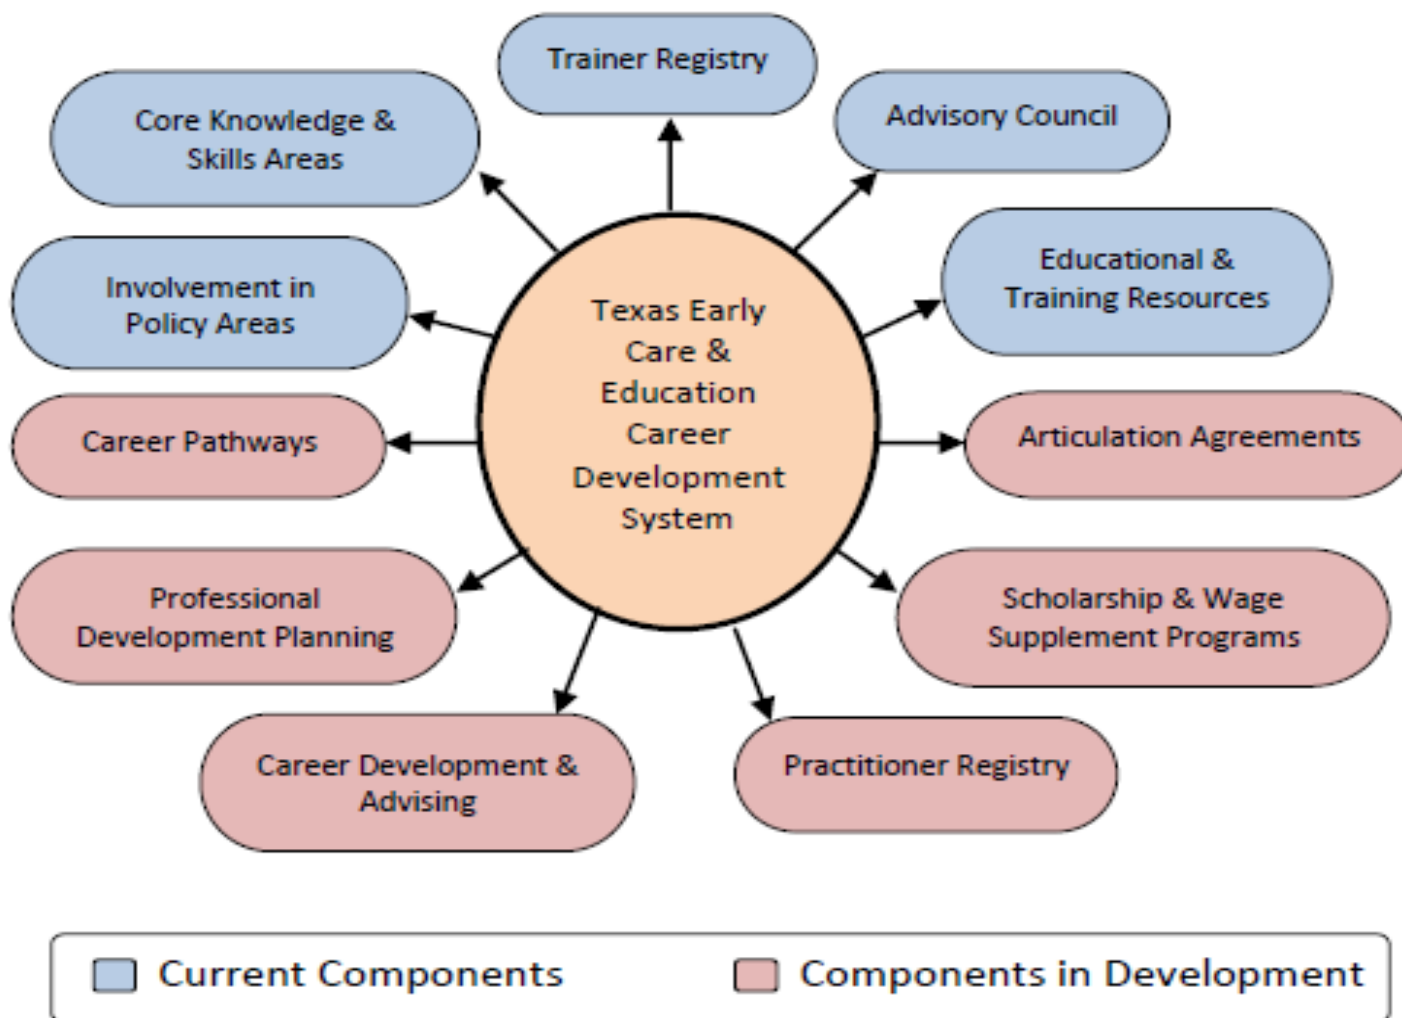 Trainer Registry
Advisory Council
Core Knowledge &
Skills Areas
Educational &
Training Resources
Involvement in
Policy Areas
Texas Early
Care &
Education
Career
Development
System
Career Pathways
Articulation Agreements
Professional
Development Planning
Scholarship & Wage
Supplement Programs
Career Development &
Advising
Practitioner Registry
Current Components
Components in Development